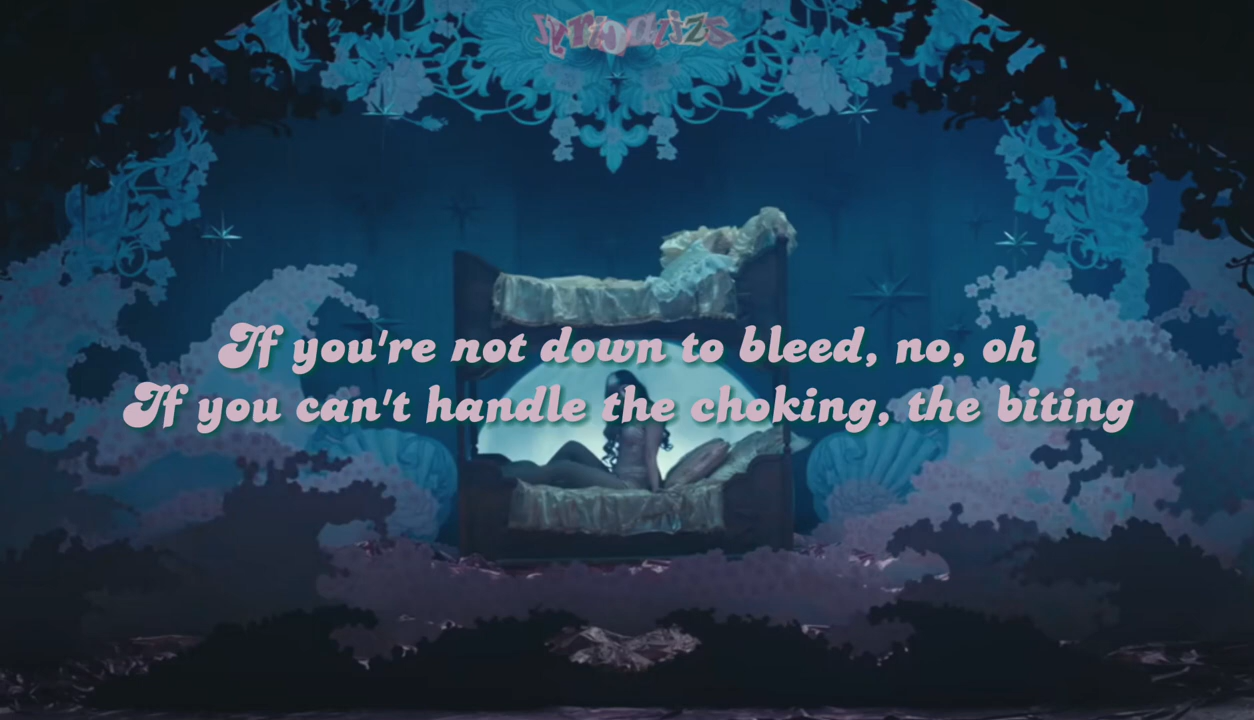 If you're not down to bleed, no, oh
If you can't handle the choking, the biting